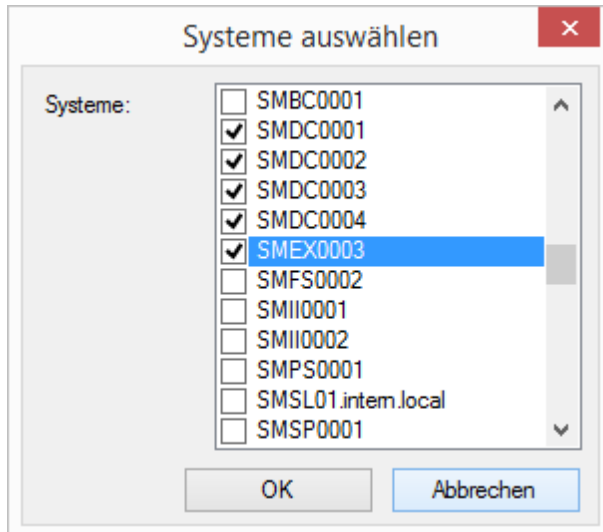 Systeme auswählen
Systeme:
SMBC0001
SMDC0001
SMDC0002
SMDC0003
SMDC0004
SMEX0003
SMFS0002
SMII0001
SMII0002
SMPS0001
SMSL01.intern.local
SMSP0001
OK
Abbrechen